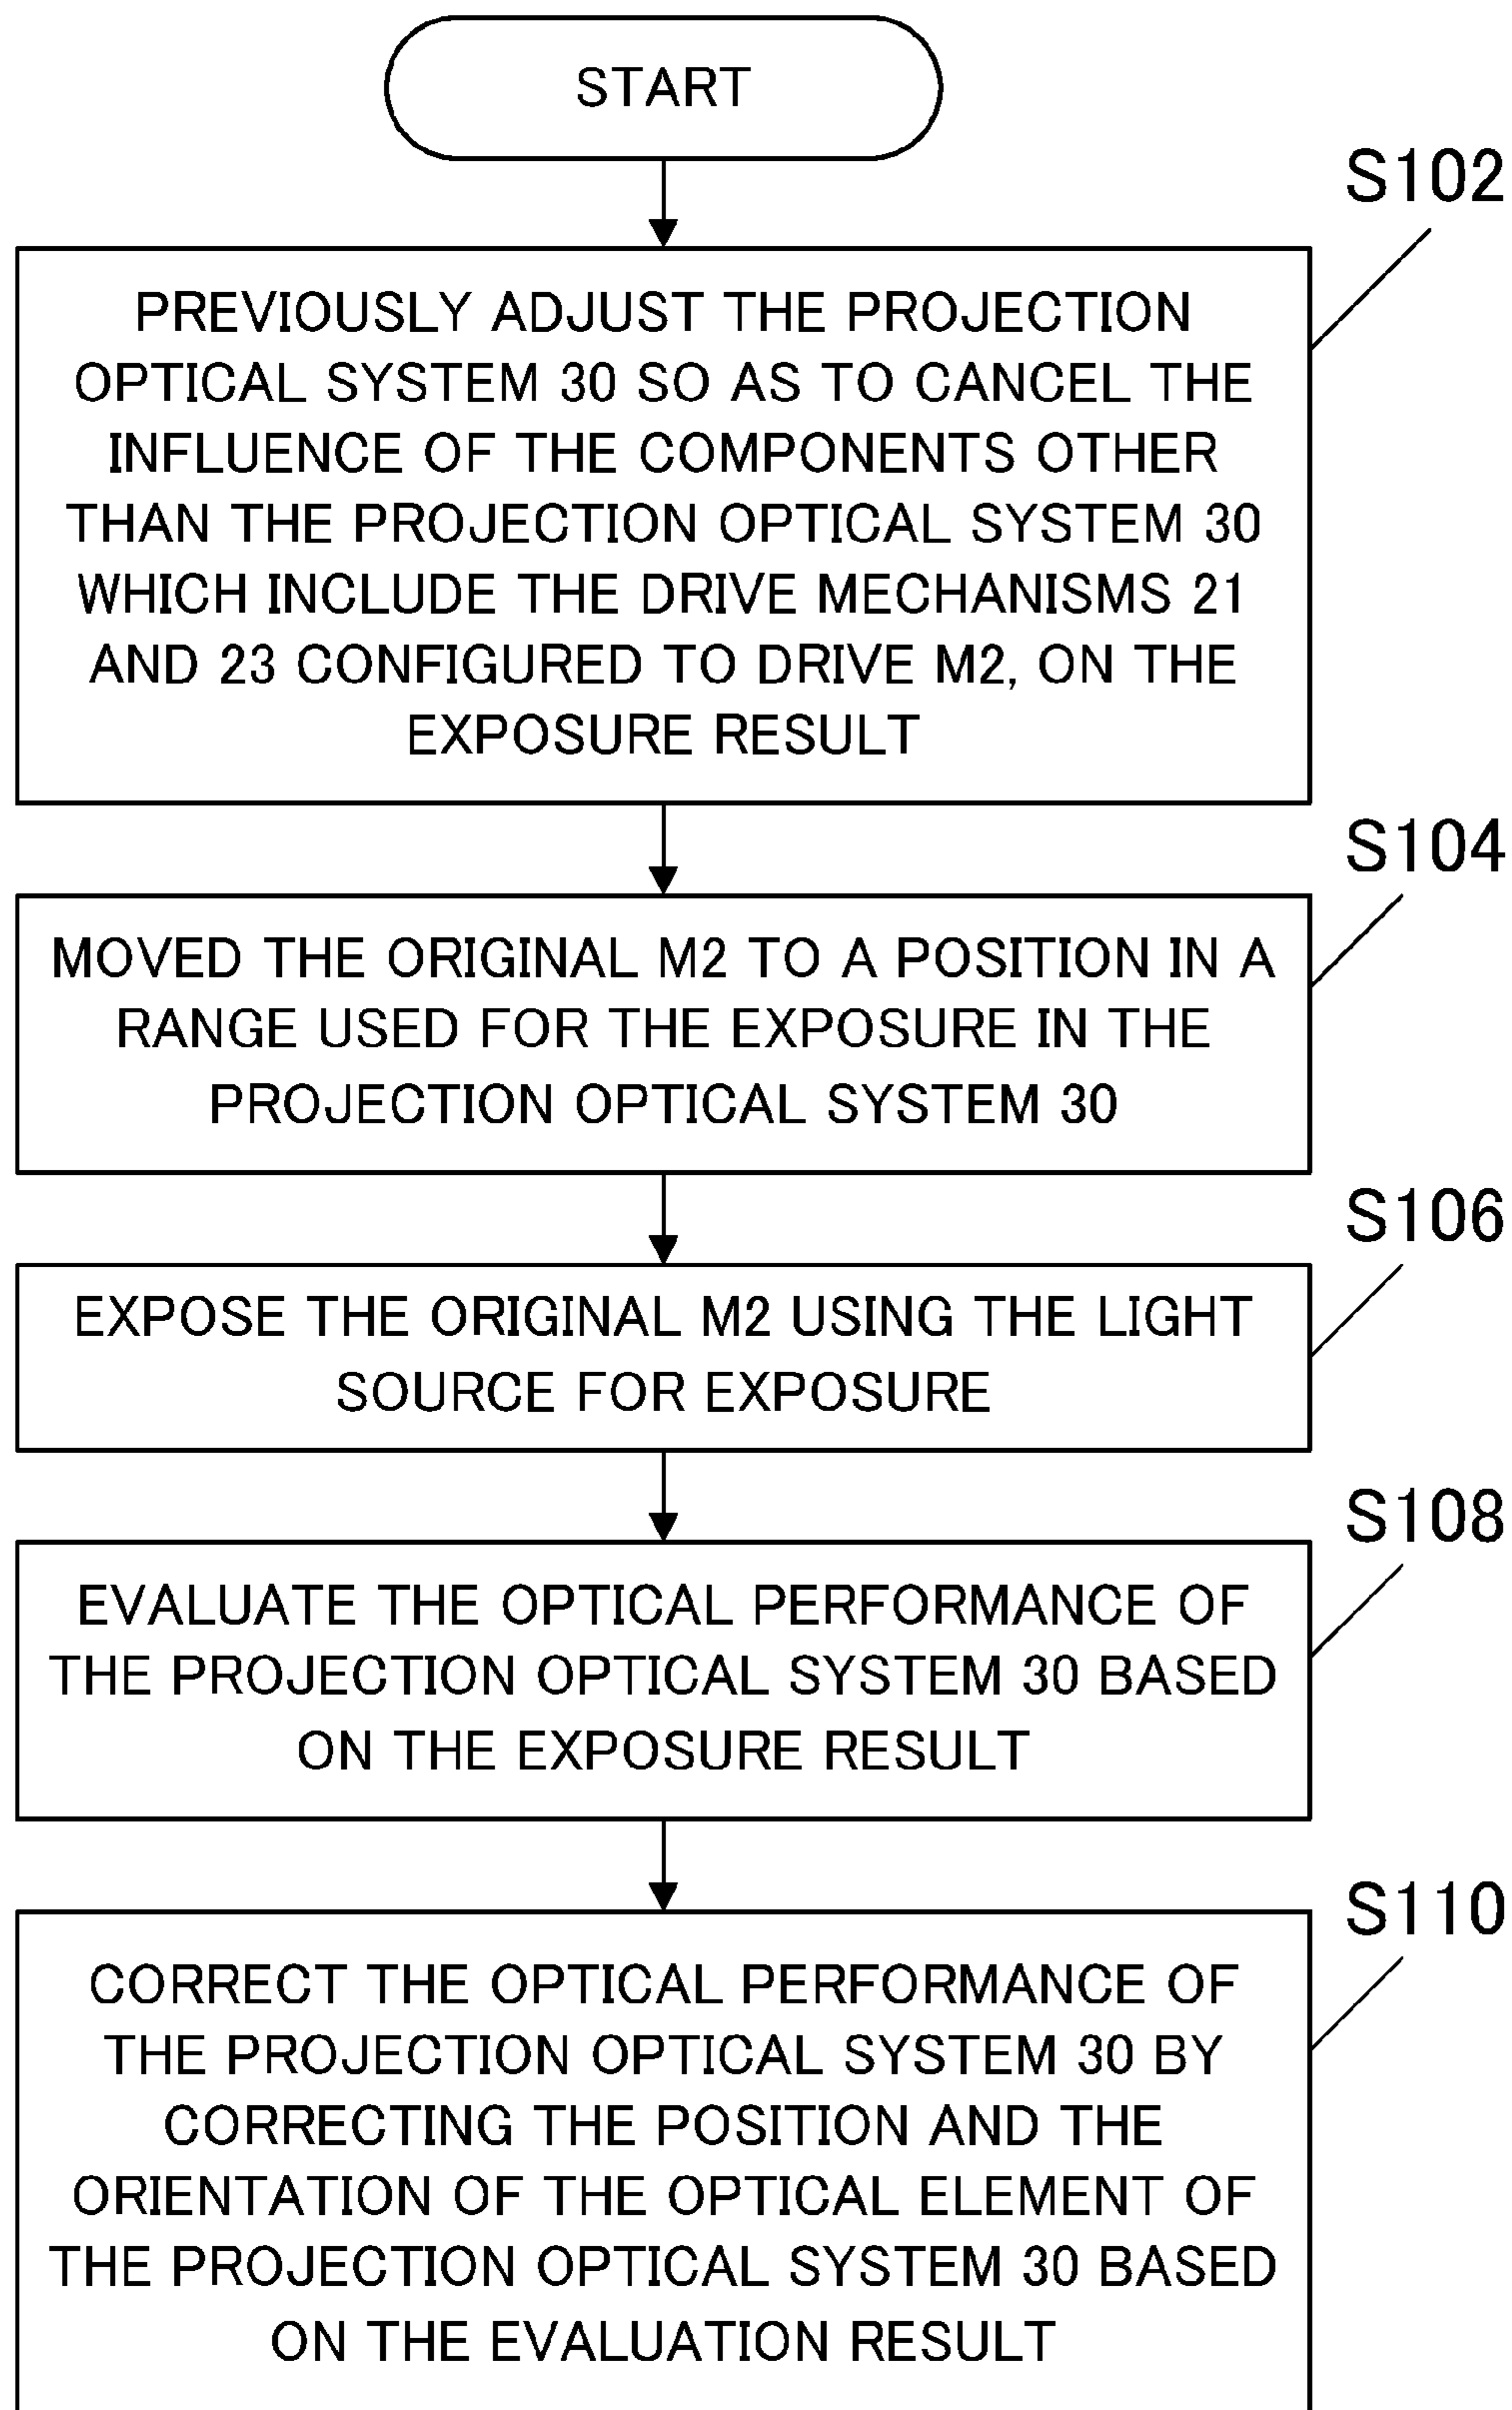 START
S102
PREVIOUSLY ADJUST THE PROJECTION
OPTICAL SYSTEM 30 SO AS TO CANCEL THE
INFLUENCE OF THE COMPONENTS OTHER
THAN THE PROJECTION OPTICAL SYSTEM 30
WHICH INCLUDE THE DRIVE MECHANISMS 21
AND 23 CONFIGURED TO DRIVE M2, ON THE
EXPOSURE RESULT
S104
MOVED THE ORIGINAL M2 TO A POSITION IN A
RANGE USED FOR THE EXPOSURE IN THE
PROJECTION OPTICAL SYSTEM 30
S106
EXPOSE THE ORIGINAL M2 USING THE LIGHT
SOURCE FOR EXPOSURE
S108
EVALUATE THE OPTICAL PERFORMANCE OF
THE PROJECTION OPTICAL SYSTEM 30 BASED
ON THE EXPOSURE RESULT
S110
CORRECT THE OPTICAL PERFORMANCE OF
THE PROJECTION OPTICAL SYSTEM 30 BY
CORRECTING THE POSITION AND THE
ORIENTATION OF THE OPTICAL ELEMENT OF
THE PROJECTION OPTICAL SYSTEM 30 BASED
ON THE EVALUATION RESULT